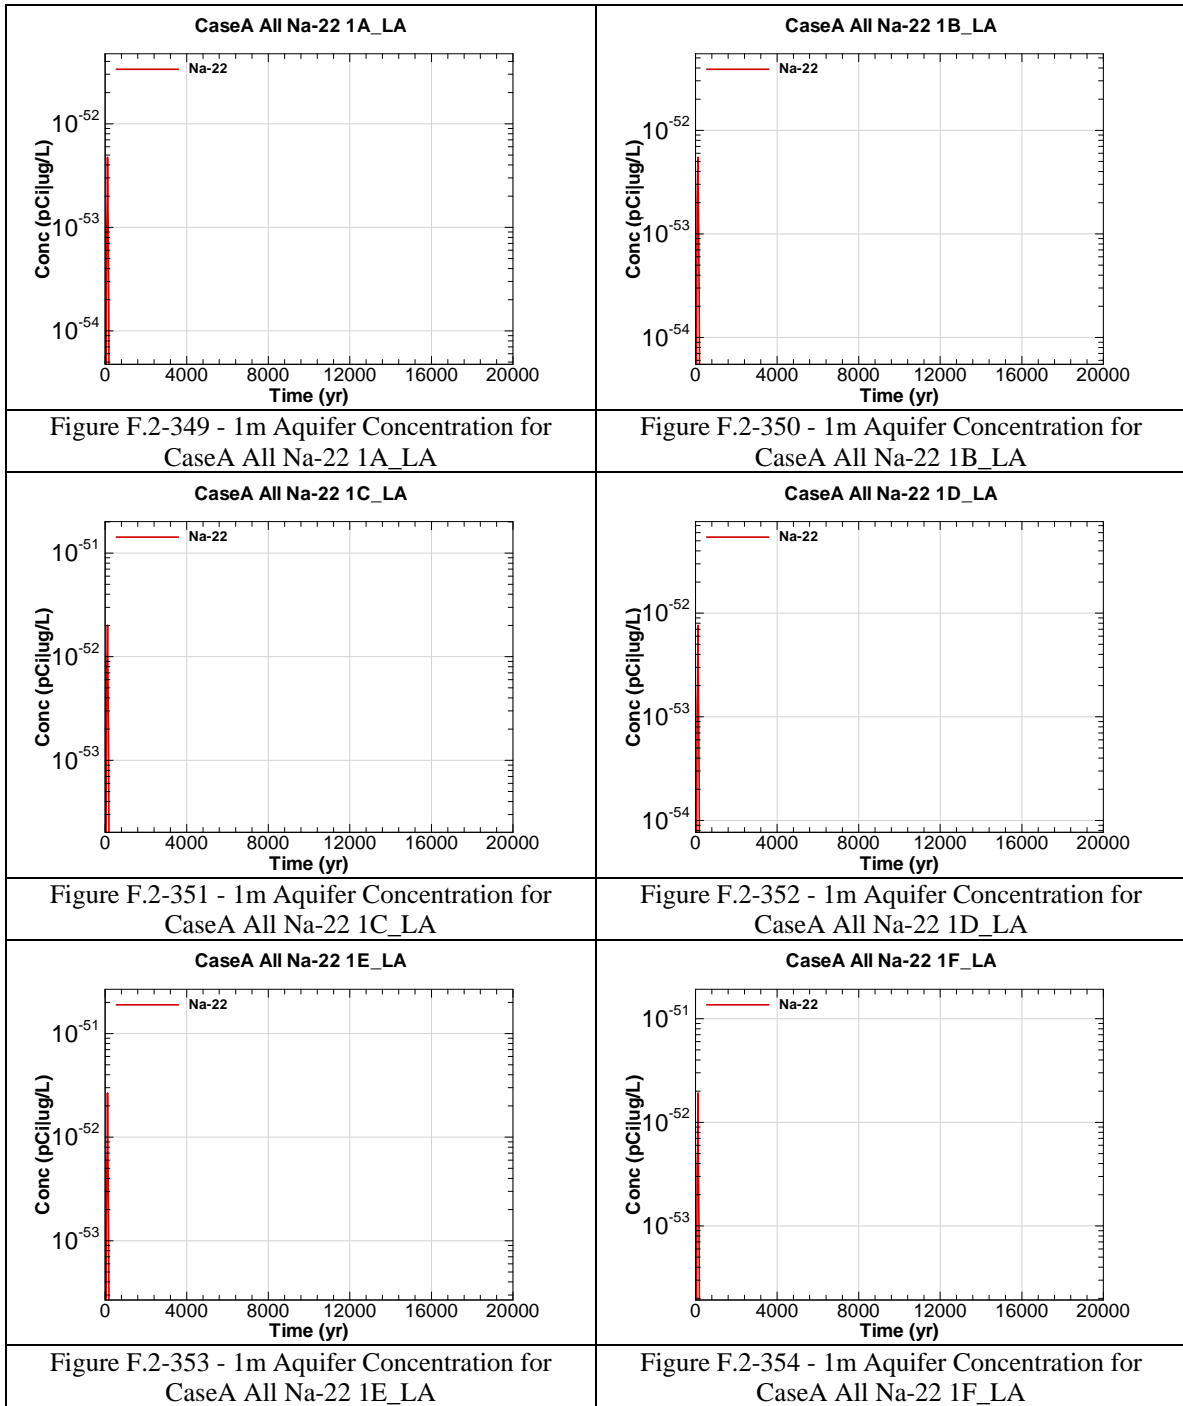 CaseA All Na-22 1A_LA
Na-22
10^-52
10^-53
10^-54
Conc (pCi|ug/L)
0 4000 8000 12000 16000 20000
Time (yr)
Figure F.2-349 - 1m Aquifer Concentration for
CaseA All Na-22 1A_LA
CaseA All Na-22 1B_LA
Na-22
10^-52
10^-53
10^-54
Conc (pCi|ug/L)
0 4000 8000 12000 16000 20000
Time (yr)
Figure F.2-350 - 1m Aquifer Concentration for
CaseA All Na-22 1B_LA
CaseA All Na-22 1C_LA
Na-22
10^-51
10^-52
10^-53
Conc (pCi|ug/L)
0 4000 8000 12000 16000 20000
Time (yr)
Figure F.2-351 - 1m Aquifer Concentration for
CaseA All Na-22 1C_LA
CaseA All Na-22 1D_LA
Na-22
10^-52
10^-53
10^-54
Conc (pCi|ug/L)
0 4000 8000 12000 16000 20000
Time (yr)
Figure F.2-352 - 1m Aquifer Concentration for
CaseA All Na-22 1D_LA
CaseA All Na-22 1E_LA
Na-22
10^-51
10^-52
10^-53
Conc (pCi|ug/L)
0 4000 8000 12000 16000 20000
Time (yr)
Figure F.2-353 - 1m Aquifer Concentration for
CaseA All Na-22 1E_LA
CaseA All Na-22 1F_LA
Na-22
10^-51
10^-52
10^-53
Conc (pCi|ug/L)
0 4000 8000 12000 16000 20000
Time (yr)
Figure F.2-354 - 1m Aquifer Concentration for
CaseA All Na-22 1F_LA